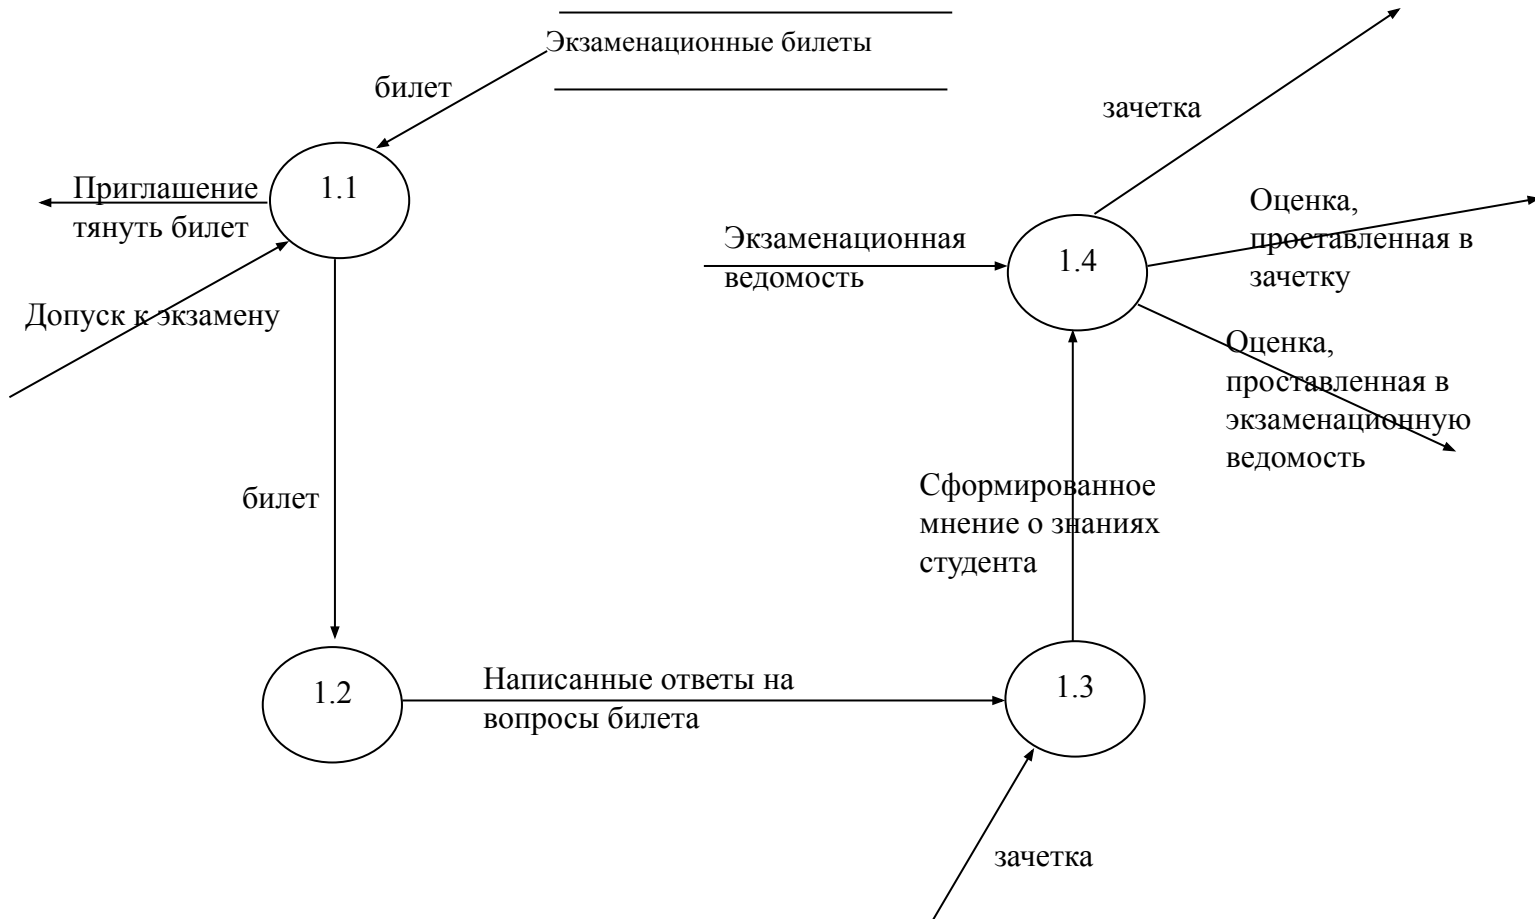 Экзаменационные билеты
билет
зачетка
1.1
Приглашение
тянуть билет
Оценка,
проставленная в
зачетку
Экзаменационная
ведомость
1.4
Допуск к экзамену
Оценка,
проставленная в
экзаменационную
ведомость
билет
Сформированное
мнение о знаниях
студента
1.2
Написанные ответы на
вопросы билета
1.3
зачетка